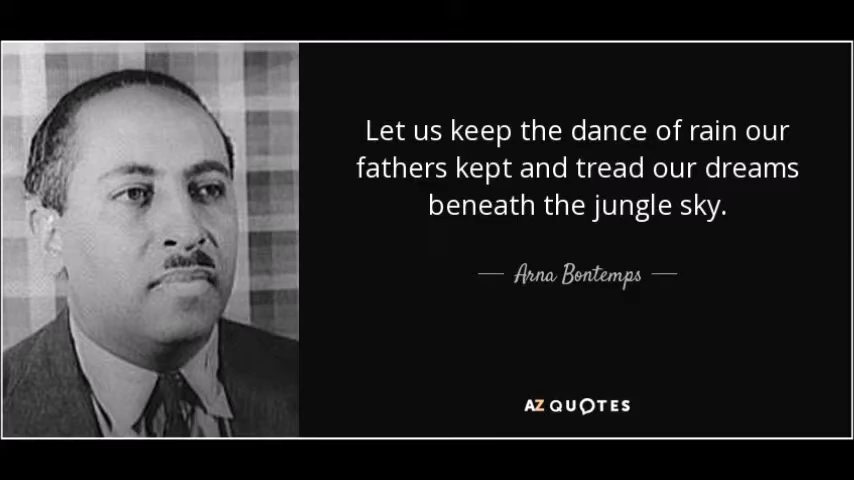 Let us keep the dance of rain our
fathers kept and tread our dreams
beneath the jungle sky.
Arna Bontemps
AZ QUOTES